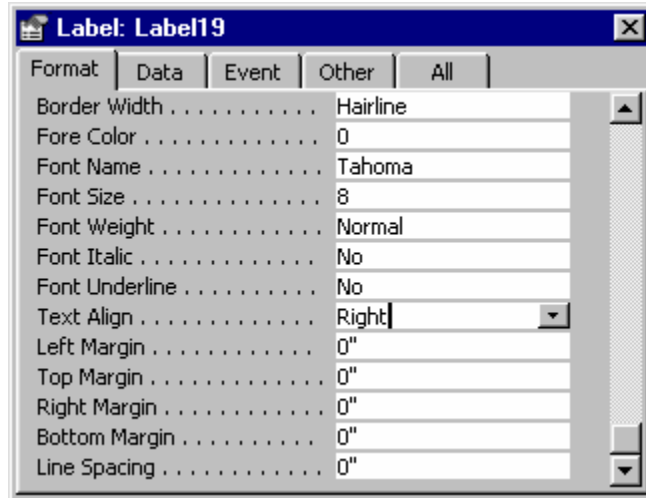 Label: Label19
Format Data Event Other All
Border Width . . . . . . . . . . . Hairline
Fore Color . . . . . . . . . . . . . 0
Font Name . . . . . . . . . . . . . Tahoma
Font Size . . . . . . . . . . . . . . 8
Font Weight . . . . . . . . . . . . Normal
Font Italic . . . . . . . . . . . . . No
Font Underline . . . . . . . . . . No
Text Align . . . . . . . . . . . . . Right
Left Margin . . . . . . . . . . . . 0"
Top Margin . . . . . . . . . . . . 0"
Right Margin . . . . . . . . . . . 0"
Bottom Margin . . . . . . . . . . 0"
Line Spacing . . . . . . . . . . . 0"